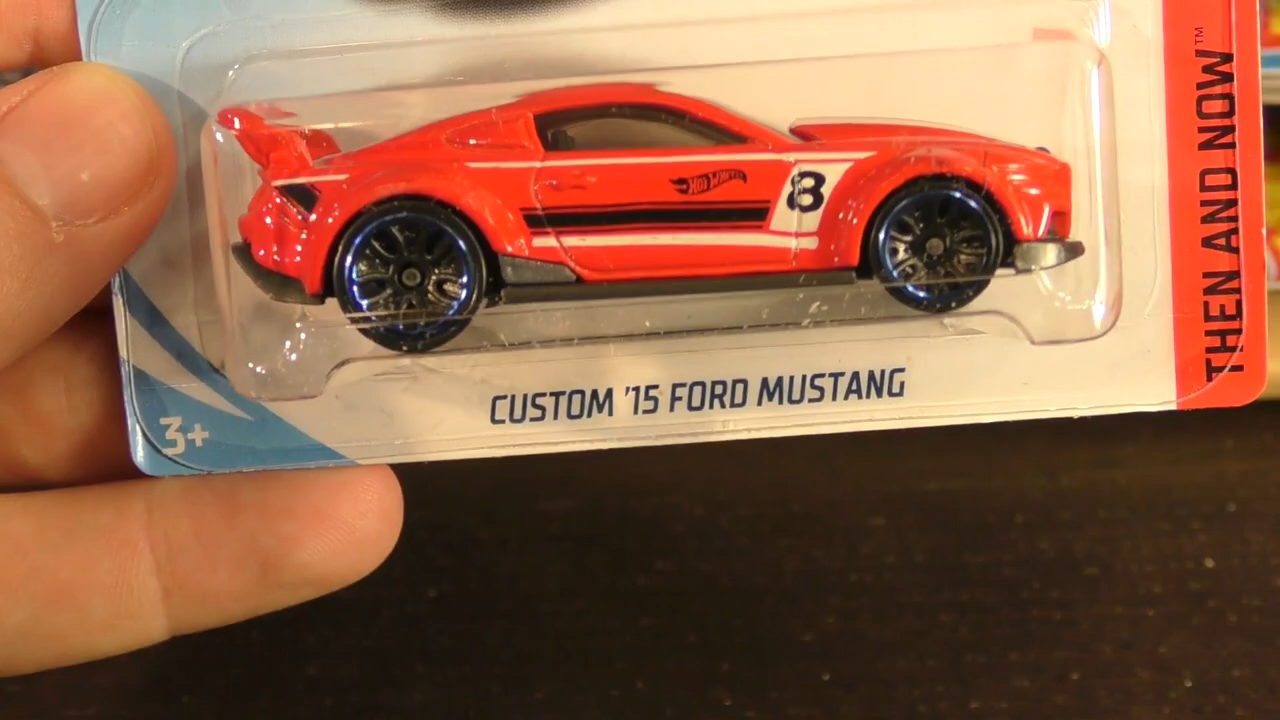 HOT WHEELS
8
CUSTOM '15 FORD MUSTANG
3+
THEN AND NOW™